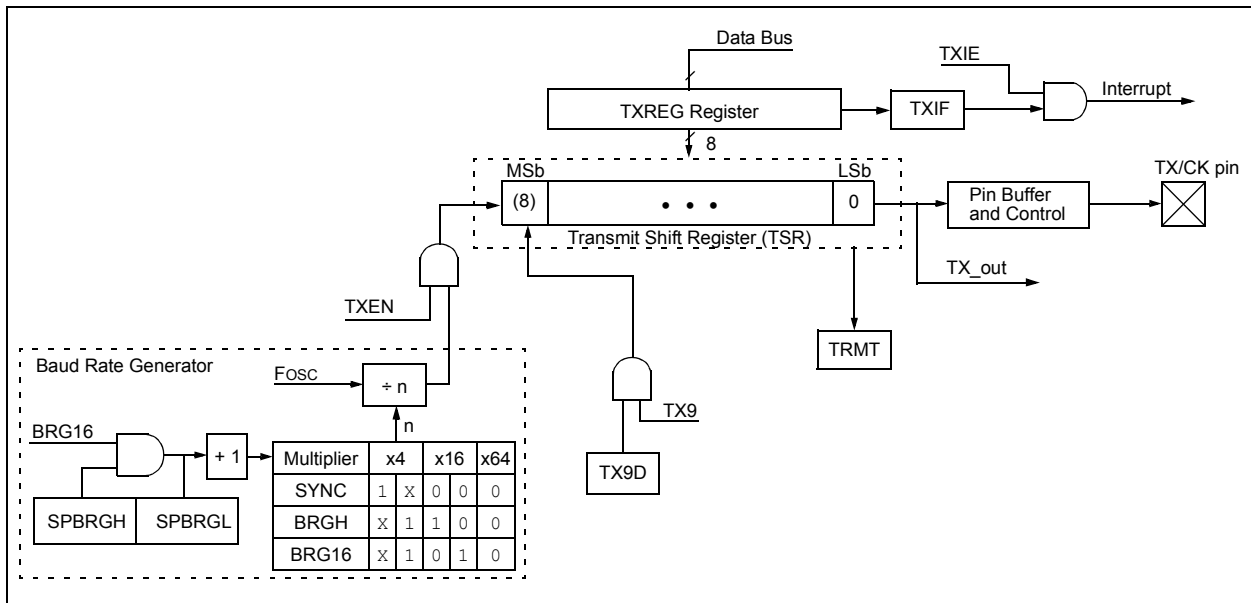 Data Bus
TXIE
Interrupt
TXREG Register
TXIF
8
MSb
LSb
TX/CK pin
(8)
• • •
0
Pin Buffer
and Control
Transmit Shift Register (TSR)
TX_out
TXEN
TRMT
Baud Rate Generator
FOSC
÷ n
TX9
n
BRG16
+ 1
Multiplier x4 x16 x64
TX9D
SYNC 1 X 0 0 0
SPBRGH SPBRGL
BRGH X 1 1 0 0
BRG16 X 1 0 1 0